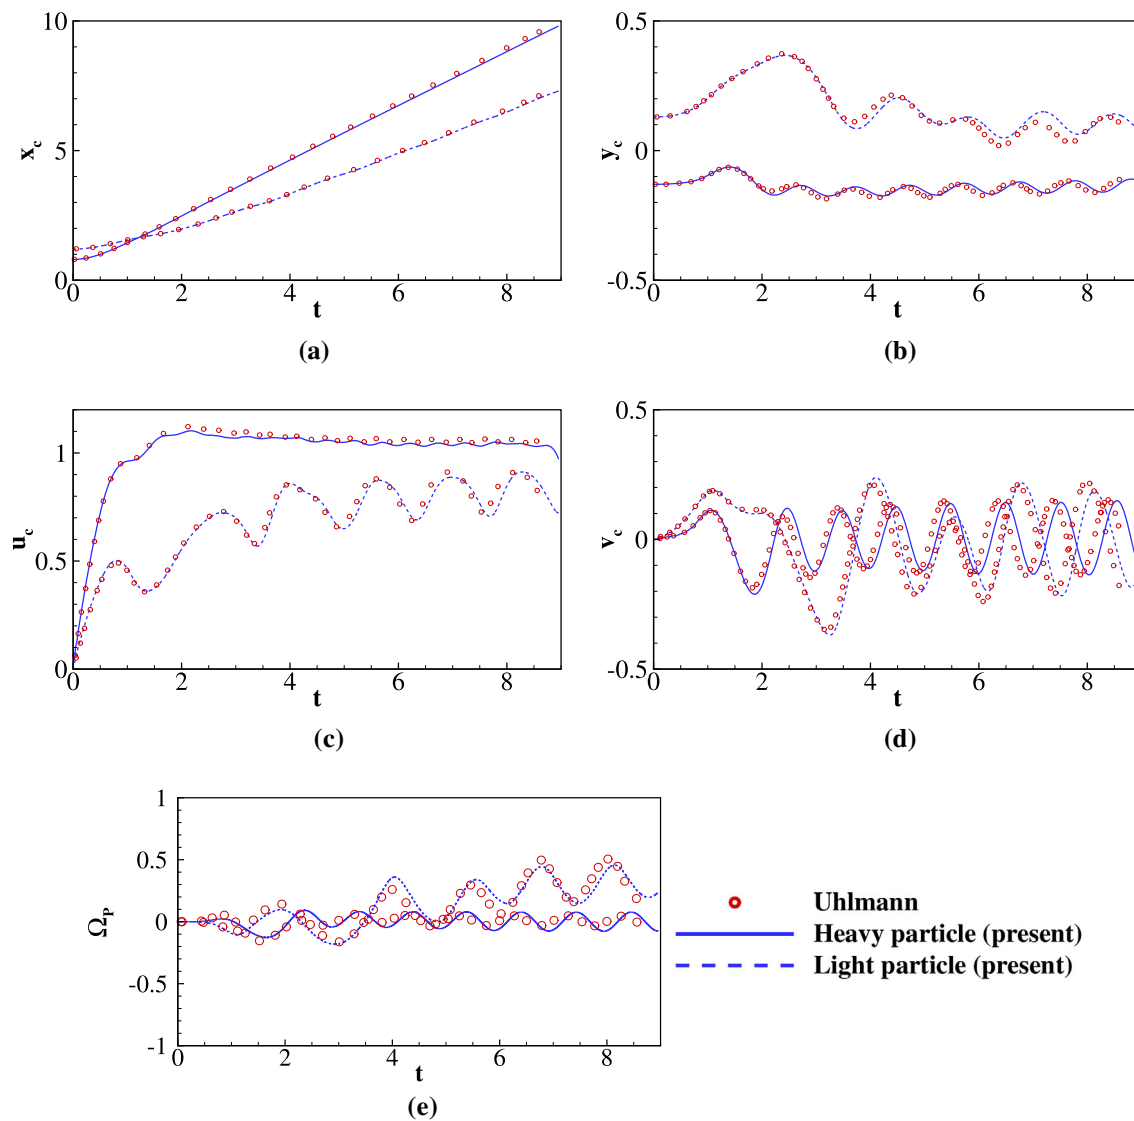 10
5
0
x_c
0 2 4 6 8
t
(a)
0.5
0
-0.5
y_c
0 2 4 6 8
t
(b)
1
0.5
0
u_c
0 2 4 6 8
t
(c)
0.5
0
-0.5
v_c
0 2 4 6 8
t
(d)
1
0.5
0
-0.5
-1
Ω_P
0 2 4 6 8
t
(e)
Uhlmann
Heavy particle (present)
Light particle (present)